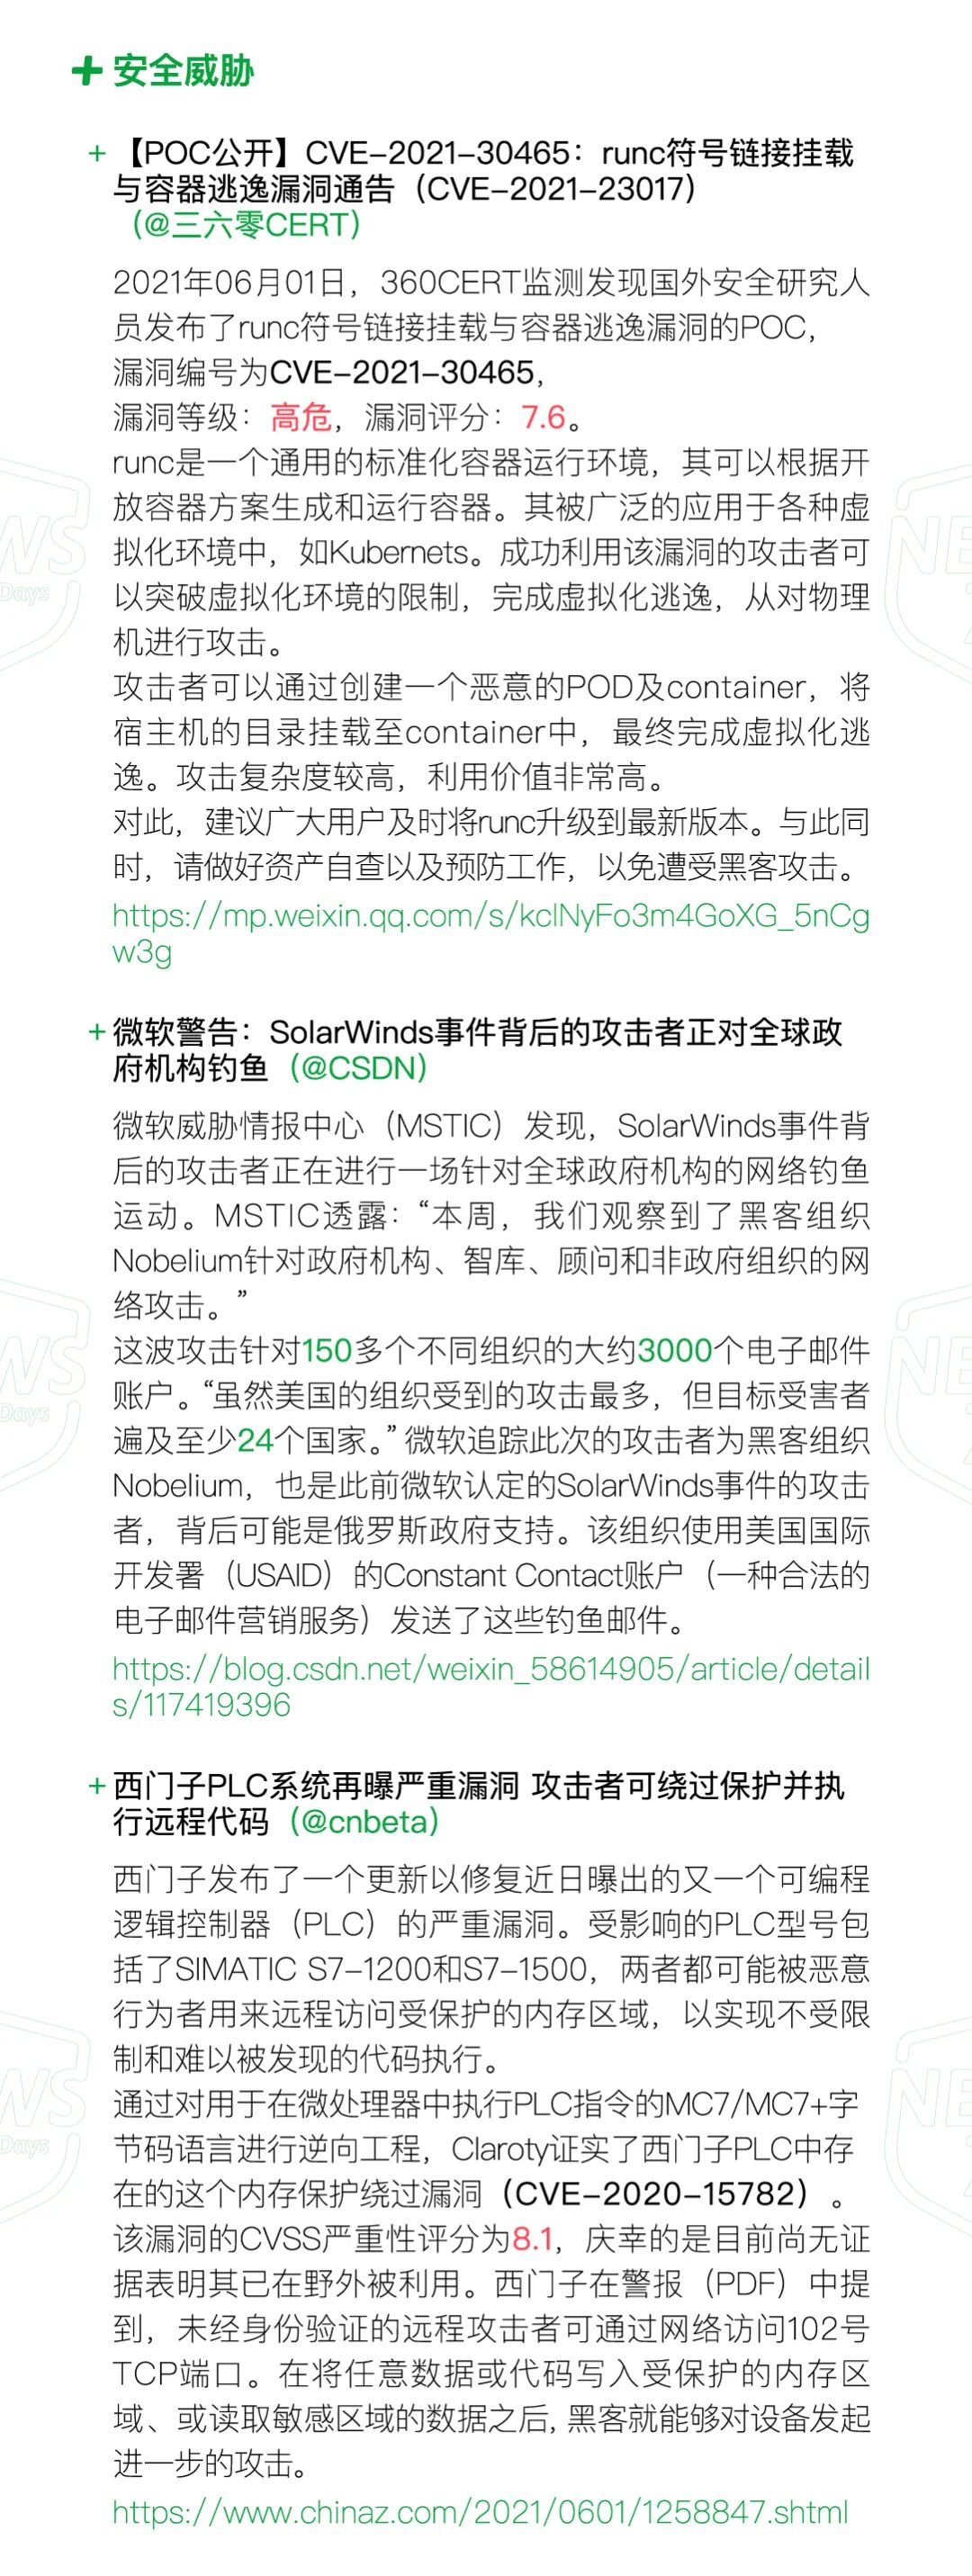 安全威胁
+ 【POC公开】CVE-2021-30465：runc符号链接挂载
与容器逃逸漏洞通告（CVE-2021-23017）
（@三六零CERT）
2021年06月01日，360CERT监测发现国外安全研究人
员发布了runc符号链接挂载与容器逃逸漏洞的POC，
漏洞编号为CVE-2021-30465，
漏洞等级：高危，漏洞评分：7.6。
runc是一个通用的标准化容器运行环境，其可以根据开
放容器方案生成和运行容器。其被广泛的应用于各种虚
拟化环境中，如Kubernets。成功利用该漏洞的攻击者可
以突破虚拟化环境的限制，完成虚拟化逃逸，从对物理
机进行攻击。
攻击者可以通过创建一个恶意的POD及container，将
宿主机的目录挂载至container中，最终完成虚拟化逃
逸。攻击复杂度较高，利用价值非常高。
对此，建议广大用户及时将runc升级到最新版本。与此同
时，请做好资产自查以及预防工作，以免遭受黑客攻击。
https://mp.weixin.qq.com/s/kclNyFo3m4GoXG_5nCg
w3g
+ 微软警告：SolarWinds事件背后的攻击者正对全球政
府机构钓鱼（@CSDN）
微软威胁情报中心（MSTIC）发现，SolarWinds事件背
后的攻击者正在进行一场针对全球政府机构的网络钓鱼
运动。MSTIC透露：“本周，我们观察到了黑客组织
Nobelium针对政府机构、智库、顾问和非政府组织的网
络攻击。”
这波攻击针对150多个不同组织的大约3000个电子邮件
账户。“虽然美国的组织受到的攻击最多，但目标受害者
遍及至少24个国家。”微软追踪此次的攻击者为黑客组织
Nobelium，也是此前微软认定的SolarWinds事件的攻击
者，背后可能是俄罗斯政府支持。该组织使用美国国际
开发署（USAID）的Constant Contact账户（一种合法的
电子邮件营销服务）发送了这些钓鱼邮件。
https://blog.csdn.net/weixin_58614905/article/detail
s/117419396
+ 西门子PLC系统再曝严重漏洞 攻击者可绕过保护并执
行远程代码（@cnbeta）
西门子发布了一个更新以修复近日曝出的又一个可编程
逻辑控制器（PLC）的严重漏洞。受影响的PLC型号包
括了SIMATIC S7-1200和S7-1500，两者都可能被恶意
行为者用来远程访问受保护的内存区域，以实现不受限
制和难以被发现的代码执行。
通过对用于在微处理器中执行PLC指令的MC7/MC7+字
节码语言进行逆向工程，Claroty证实了西门子PLC中存
在的这个内存保护绕过漏洞（CVE-2020-15782）。
该漏洞的CVSS严重性评分为8.1，庆幸的是目前尚无证
据表明其已在野外被利用。西门子在警报（PDF）中提
到，未经身份验证的远程攻击者可通过网络访问102号
TCP端口。在将任意数据或代码写入受保护的内存区
域、或读取敏感区域的数据之后, 黑客就能够对设备发起
进一步的攻击。
https://www.chinaz.com/2021/0601/1258847.shtml